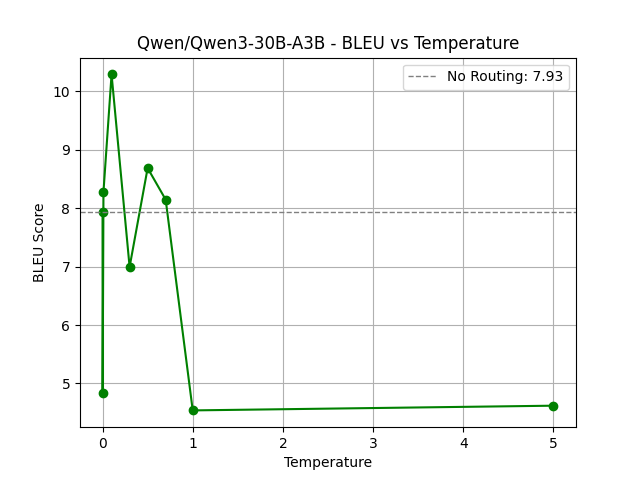 Qwen/Qwen3-30B-A3B - BLEU vs Temperature
No Routing: 7.93
10
9
8
7
6
5
BLEU Score
0 1 2 3 4 5
Temperature